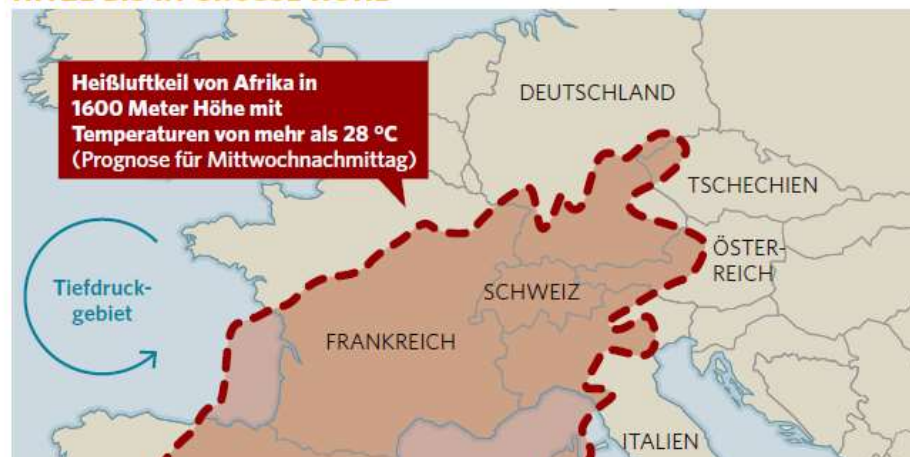 Heißluftkeil von Afrika in
1600 Meter Höhe mit
Temperaturen von mehr als 28 °C
(Prognose für Mittwochnachmittag)
DEUTSCHLAND
TSCHECHIEN
ÖSTER-
REICH
Tiefdruck-
gebiet
SCHWEIZ
FRANKREICH
ITALIEN